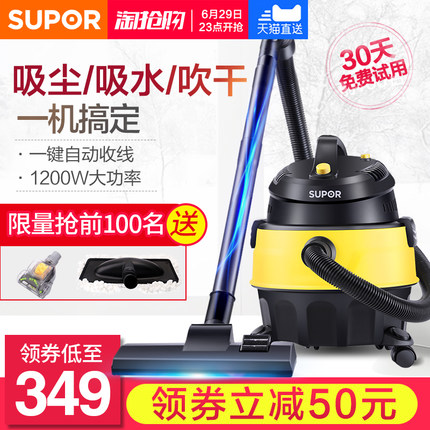 SUPOR
淘抢购
6月29日
23点开抢
天猫直送
30天
免费试用
吸尘/吸水/吹干
一机搞定
•一键自动收线
•1200W大功率
限量抢前100名 送
SUPOR
领券低至
349
领券立减50元